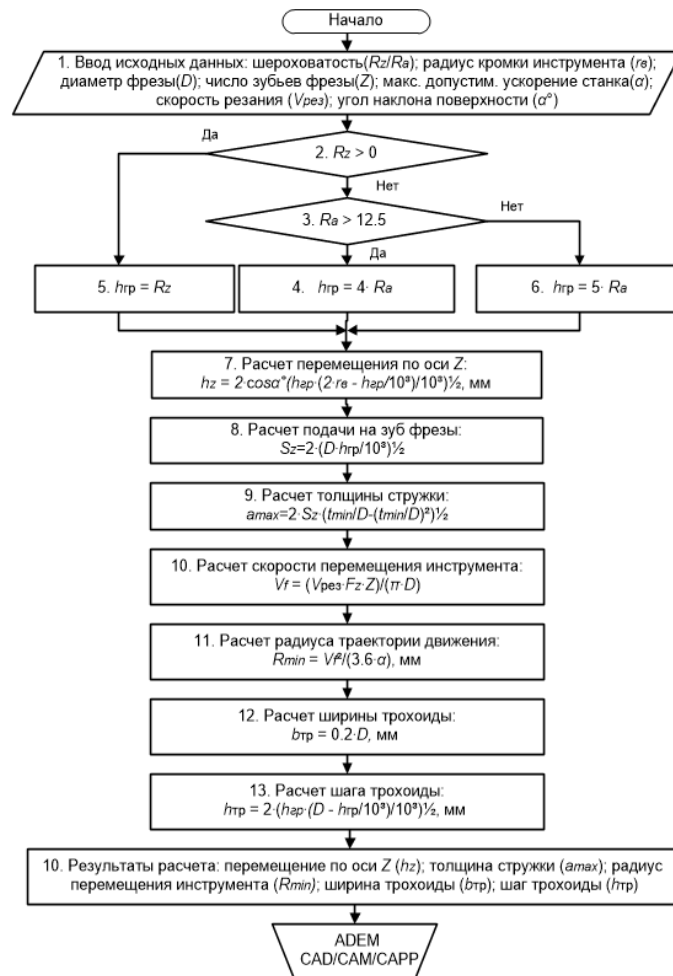 Начало
1. Ввод исходных данных: шероховатость(Rz/Ra); радиус кромки инструмента (rв);
диаметр фрезы(D); число зубьев фрезы(Z); макс. допустим. ускорение станка(α);
скорость резания (Vрез); угол наклона поверхности (α°)
Да
2. Rz > 0
Нет
3. Ra > 12.5
Нет
Да
5. hгр = Rz
4. hгр = 4· Ra
6. hгр = 5· Ra
7. Расчет перемещения по оси Z:
hz = 2·cosα°(hгр·(2·rв - hгр/10³)/10³)½, мм
8. Расчет подачи на зуб фрезы:
Sz=2·(D·hгр/10³)½
9. Расчет толщины стружки:
amax=2·Sz·(tmin/D-(tmin/D)²)½
10. Расчет скорости перемещения инструмента:
Vf = (Vрез·Fz·Z)/(π·D)
11. Расчет радиуса траектории движения:
Rmin = Vf²/(3.6·α), мм
12. Расчет ширины трохоиды:
bтр = 0.2·D, мм
13. Расчет шага трохоиды:
hтр = 2·(hгр·(D - hгр/10³)/10³)½, мм
10. Результаты расчета: перемещение по оси Z (hz); толщина стружки (amax); радиус
перемещения инструмента (Rmin); ширина трохоиды (bтр); шаг трохоиды (hтр)
ADEM
CAD/CAM/CAPP